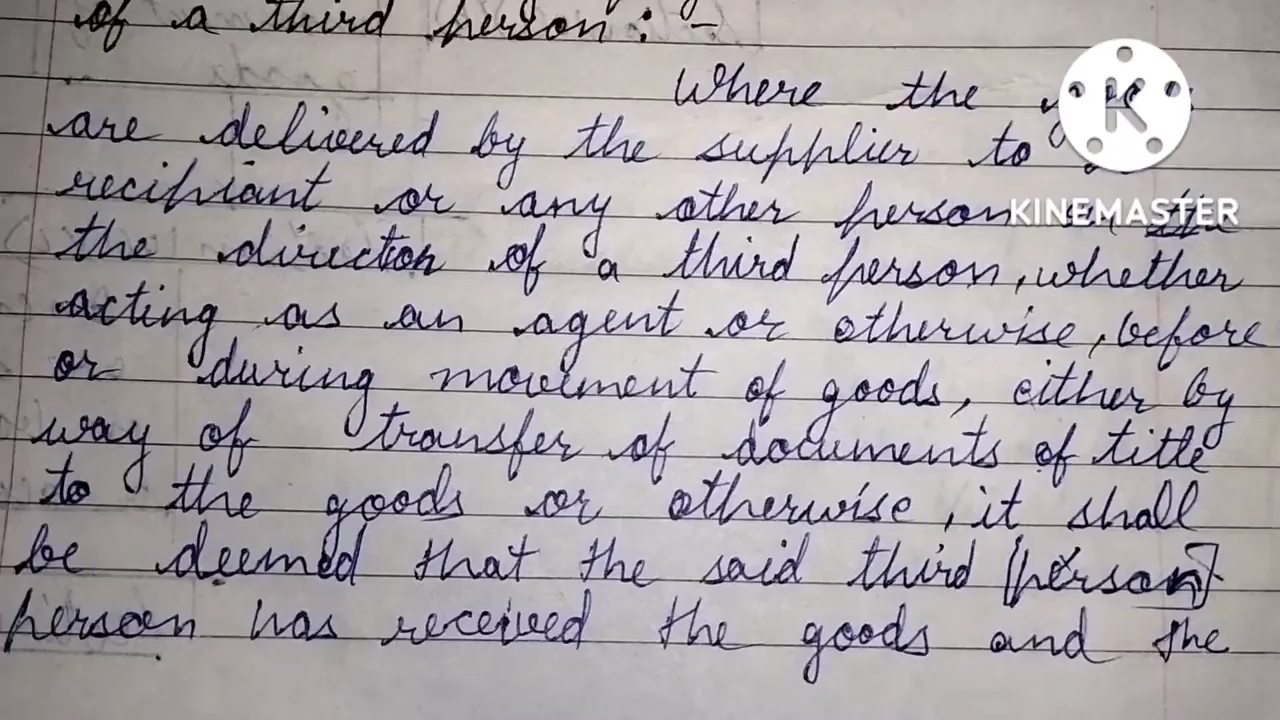 of a third person : -
Where the
are delivered by the supplier to
recipiant or any other person on the
the direction of a third person, whether
acting as an agent or otherwise, before
or during movement of goods, either by
way of transfer of documents of title
to the goods or otherwise, it shall
be deemed that the said third [person]
person has received the goods and the
K
KINEMASTER